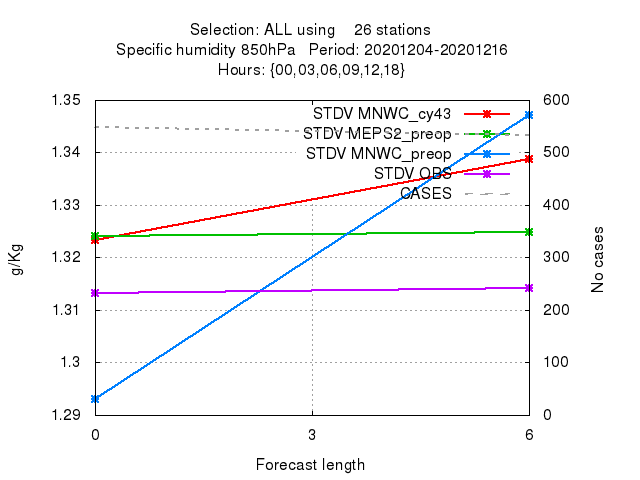 Selection: ALL using 26 stations
Specific humidity 850hPa Period: 20201204-20201216
Hours: {00,03,06,09,12,18}
1.35
1.34
1.33
1.32
1.31
1.3
1.29
g/Kg
STDV MNWC_cy43
STDV MEPS2_preop
STDV MNWC_preop
STDV OBS
CASES
600
500
400
300
200
100
0
No cases
0 3 6
Forecast length